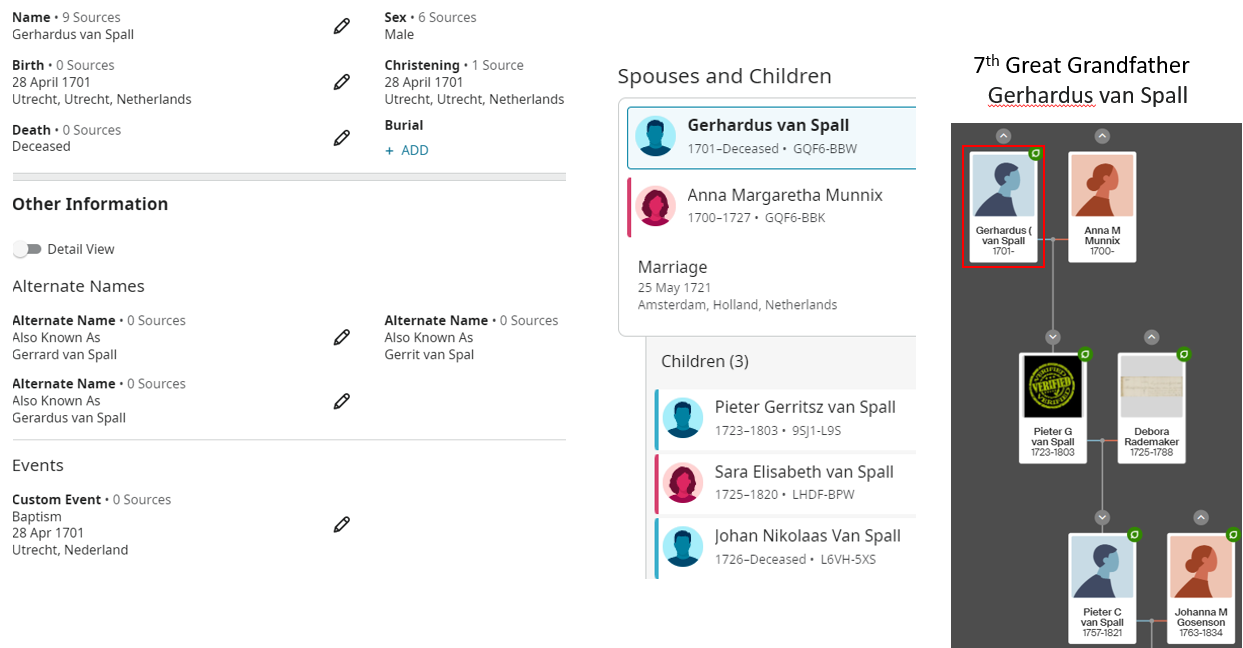 Name • 9 Sources
Gerhardus van Spall
Sex • 6 Sources
Male
Birth • 0 Sources
28 April 1701
Utrecht, Utrecht, Netherlands
Christening • 1 Source
28 April 1701
Utrecht, Utrecht, Netherlands
Death • 0 Sources
Deceased
Burial
+ ADD
Other Information
Detail View
Alternate Names
Alternate Name • 0 Sources
Also Known As
Gerrard van Spall
Alternate Name • 0 Sources
Also Known As
Gerrit van Spal
Alternate Name • 0 Sources
Also Known As
Gerardus van Spall
Events
Custom Event • 0 Sources
Baptism
28 Apr 1701
Utrecht, Nederland
Spouses and Children
Gerhardus van Spall
1701–Deceased • GQF6-BBW
Anna Margaretha Munnix
1700–1727 • GQF6-BBK
Marriage
25 May 1721
Amsterdam, Holland, Netherlands
Children (3)
Pieter Gerritsz van Spall
1723–1803 • 9SJ1-L9S
Sara Elisabeth van Spall
1725–1820 • LHDF-BPW
Johan Nikolaas Van Spall
1726–Deceased • L6VH-5XS
7th Great Grandfather
Gerhardus van Spall
Gerhardus (
van Spall
1701-
Anna M
Munnix
1700-
VERIFIED
VERIFIED
VERIFIED
Pieter G
van Spall
1723-1803
Debora
Rademaker
1725-1788
Pieter C
van Spall
1757-1821
Johanna M
Gosenson
1763-1834